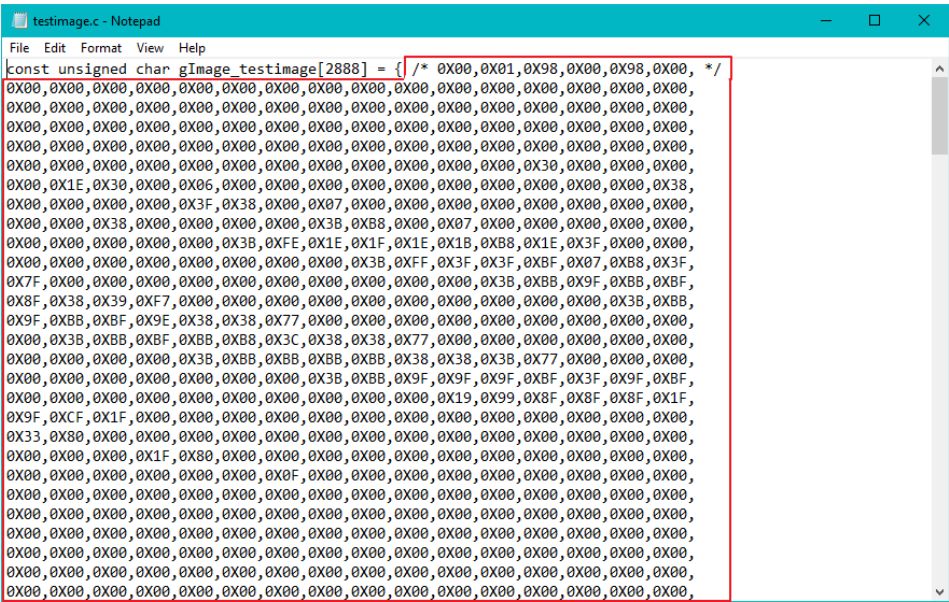 testimage.c - Notepad
File Edit Format View Help
const unsigned char gImage_testimage[2888] = { /* 0X00,0X01,0X98,0X00,0X98,0X00, */
0X00,0X00,0X00,0X00,0X00,0X00,0X00,0X00,0X00,0X00,0X00,0X00,0X00,0X00,0X00,0X00,
0X00,0X00,0X00,0X00,0X00,0X00,0X00,0X00,0X00,0X00,0X00,0X00,0X00,0X00,0X00,0X00,
0X00,0X00,0X00,0X00,0X00,0X00,0X00,0X00,0X00,0X00,0X00,0X00,0X00,0X00,0X00,0X00,
0X00,0X00,0X00,0X00,0X00,0X00,0X00,0X00,0X00,0X00,0X00,0X00,0X00,0X00,0X00,0X00,
0X00,0X00,0X00,0X00,0X00,0X00,0X00,0X00,0X00,0X00,0X00,0X00,0X30,0X00,0X00,0X00,
0X00,0X1E,0X30,0X00,0X06,0X00,0X00,0X00,0X00,0X00,0X00,0X00,0X00,0X00,0X00,0X38,
0X00,0X00,0X00,0X00,0X3F,0X38,0X00,0X07,0X00,0X00,0X00,0X00,0X00,0X00,0X00,0X00,
0X00,0X00,0X38,0X00,0X00,0X00,0X00,0X3B,0XB8,0X00,0X07,0X00,0X00,0X00,0X00,0X00,
0X00,0X00,0X00,0X00,0X00,0X3B,0XFE,0X1E,0X1F,0X1E,0X1B,0XB8,0X1E,0X3F,0X00,0X00,
0X00,0X00,0X00,0X00,0X00,0X00,0X00,0X00,0X3B,0XFF,0X3F,0X3F,0XBF,0X07,0XB8,0X3F,
0X7F,0X00,0X00,0X00,0X00,0X00,0X00,0X00,0X00,0X00,0X00,0X3B,0XBB,0X9F,0XBB,0XBF,
0X8F,0X38,0X39,0XF7,0X00,0X00,0X00,0X00,0X00,0X00,0X00,0X00,0X00,0X00,0X3B,0XBB,
0X9F,0XBB,0XBF,0X9E,0X38,0X38,0X77,0X00,0X00,0X00,0X00,0X00,0X00,0X00,0X00,0X00,
0X00,0X3B,0XBB,0XBF,0XBB,0XB8,0X3C,0X38,0X38,0X77,0X00,0X00,0X00,0X00,0X00,0X00,
0X00,0X00,0X00,0X00,0X3B,0XBB,0XBB,0XBB,0XBB,0X38,0X38,0X3B,0X77,0X00,0X00,0X00,
0X00,0X00,0X00,0X00,0X00,0X00,0X00,0X3B,0XBB,0X9F,0X9F,0X9F,0XBF,0X3F,0X9F,0XBF,
0X00,0X00,0X00,0X00,0X00,0X00,0X00,0X00,0X00,0X00,0X19,0X99,0X8F,0X8F,0X8F,0X1F,
0X9F,0XCF,0X1F,0X00,0X00,0X00,0X00,0X00,0X00,0X00,0X00,0X00,0X00,0X00,0X00,0X00,
0X33,0X80,0X00,0X00,0X00,0X00,0X00,0X00,0X00,0X00,0X00,0X00,0X00,0X00,0X00,0X00,
0X00,0X00,0X00,0X1F,0X80,0X00,0X00,0X00,0X00,0X00,0X00,0X00,0X00,0X00,0X00,0X00,
0X00,0X00,0X00,0X00,0X00,0X00,0X0F,0X00,0X00,0X00,0X00,0X00,0X00,0X00,0X00,0X00,
0X00,0X00,0X00,0X00,0X00,0X00,0X00,0X00,0X00,0X00,0X00,0X00,0X00,0X00,0X00,0X00,
0X00,0X00,0X00,0X00,0X00,0X00,0X00,0X00,0X00,0X00,0X00,0X00,0X00,0X00,0X00,0X00,
0X00,0X00,0X00,0X00,0X00,0X00,0X00,0X00,0X00,0X00,0X00,0X00,0X00,0X00,0X00,0X00,
0X00,0X00,0X00,0X00,0X00,0X00,0X00,0X00,0X00,0X00,0X00,0X00,0X00,0X00,0X00,0X00,
0X00,0X00,0X00,0X00,0X00,0X00,0X00,0X00,0X00,0X00,0X00,0X00,0X00,0X00,0X00,0X00,
0X00,0X00,0X00,0X00,0X00,0X00,0X00,0X00,0X00,0X00,0X00,0X00,0X00,0X00,0X00,0X00,